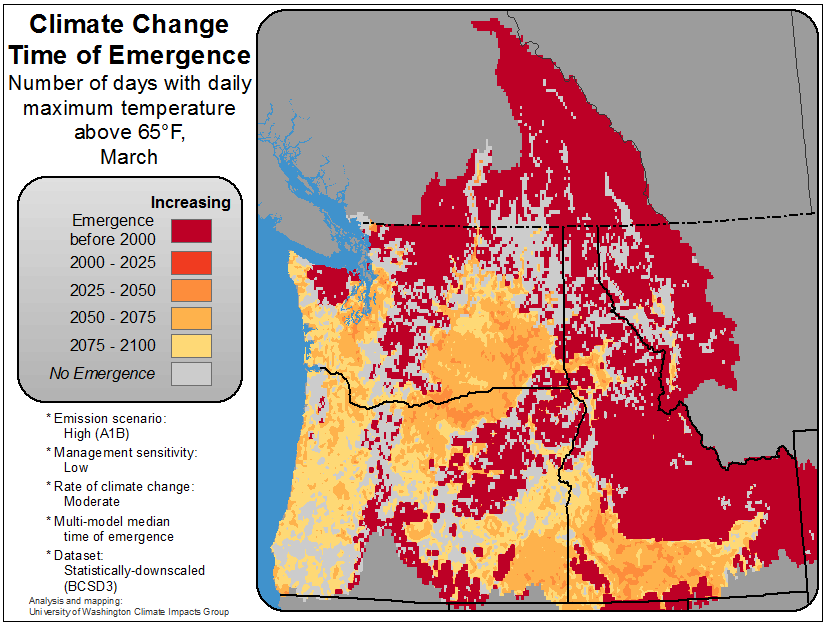 Climate Change
Time of Emergence
Number of days with daily
maximum temperature
above 65°F,
March
Increasing
Emergence
before 2000
2000 - 2025
2025 - 2050
2050 - 2075
2075 - 2100
No Emergence
* Emission scenario:
High (A1B)
* Management sensitivity:
Low
* Rate of climate change:
Moderate
* Multi-model median
time of emergence
* Dataset:
Statistically-downscaled
(BCSD3)
Analysis and mapping:
University of Washington Climate Impacts Group